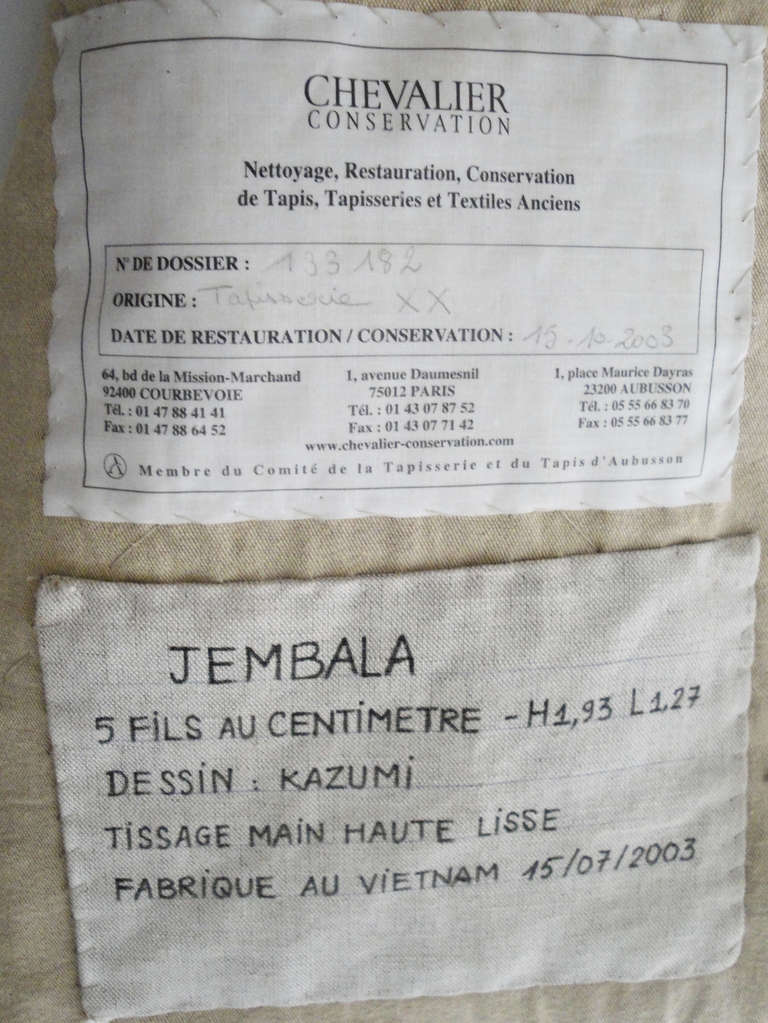 CHEVALIER
CONSERVATION
Nettoyage, Restauration, Conservation
de Tapis, Tapisseries et Textiles Anciens
N° DE DOSSIER : 133 182
ORIGINE : Tapisserie XX
DATE DE RESTAURATION / CONSERVATION : 15.10.2003
64, bd de la Mission-Marchand
92400 COURBEVOIE
Tél. : 01 47 88 41 41
Fax : 01 47 88 64 52
1, avenue Daumesnil
75012 PARIS
Tél. : 01 43 07 87 52
Fax : 01 43 07 71 42
1, place Maurice Dayras
23200 AUBUSSON
Tél. : 05 55 66 83 70
Fax : 05 55 66 83 77
www.chevalier-conservation.com
Membre du Comité de la Tapisserie et du Tapis d'Aubusson
JEMBALA
5 FiLS AU CENTiMETRE - H1,93 L1,27
DESSiN : KAZUMi
TiSSAGE MAIN HAUTE LiSSE
FABRiQUE AU ViETNAM 15/07/2003